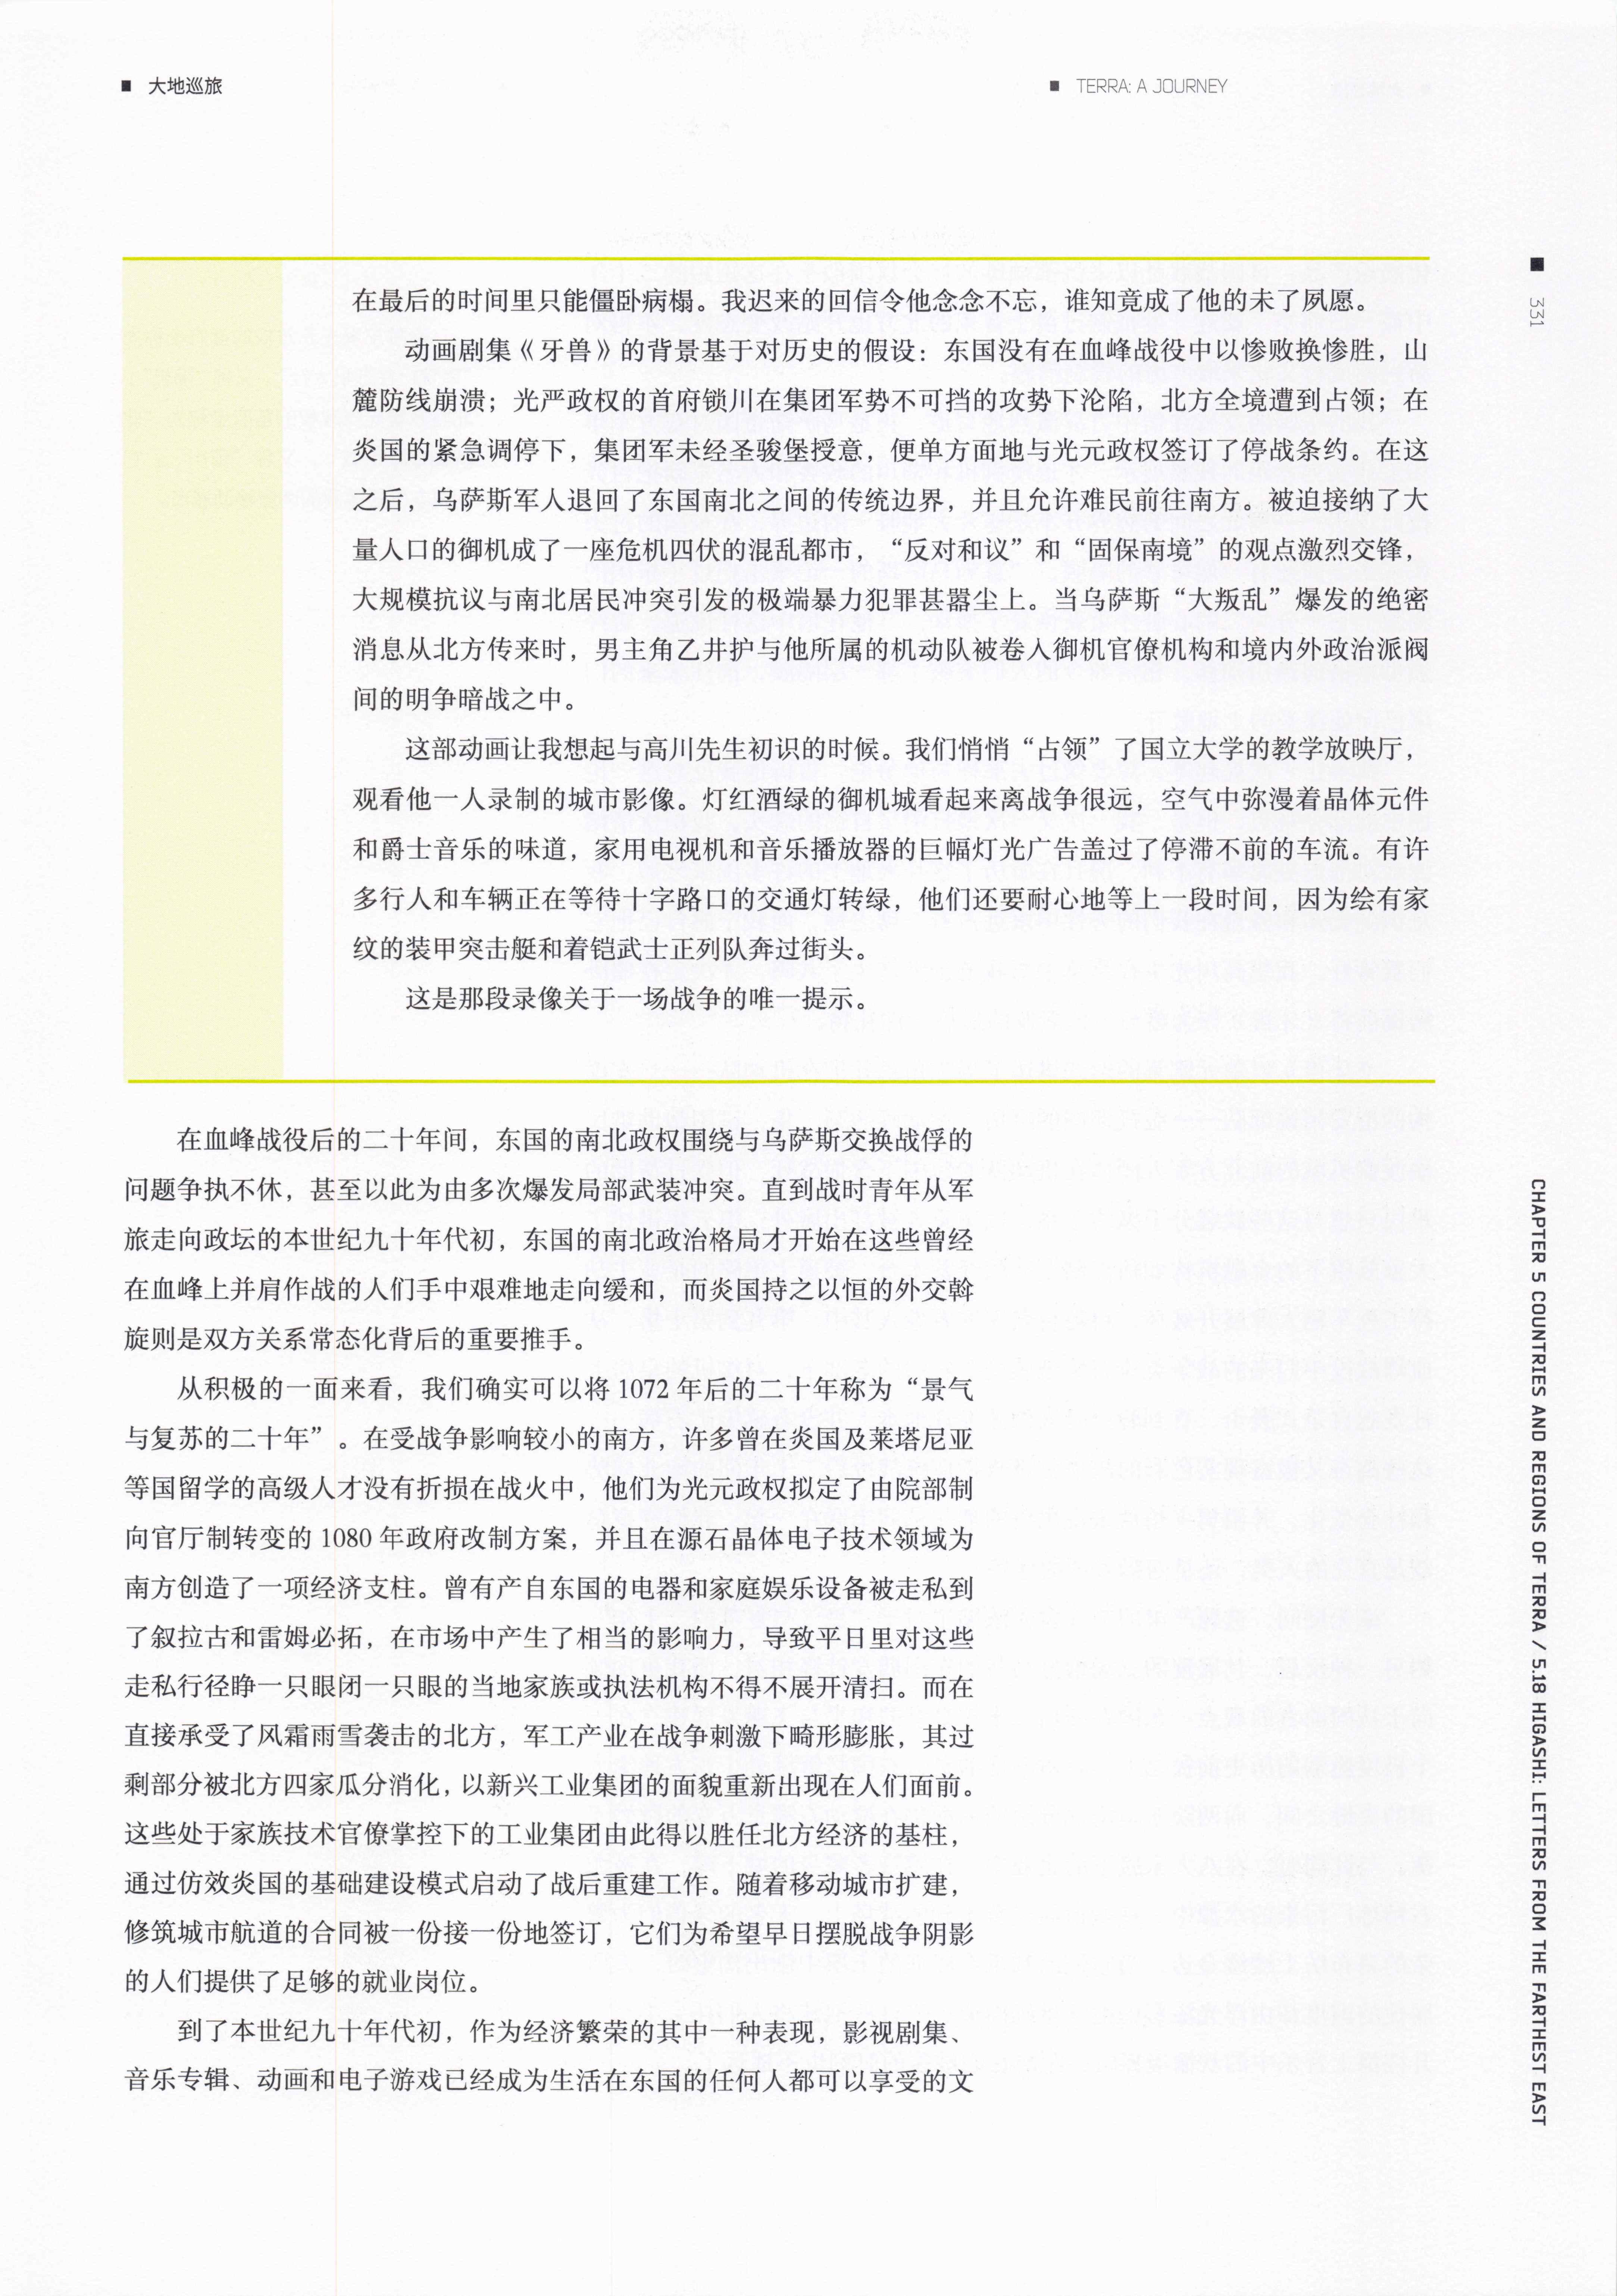 大地巡旅
TERRA: A JOURNEY
331
在最后的时间里只能僵卧病榻。我迟来的回信令他念念不忘，谁知竟成了他的未了夙愿。
动画剧集《牙兽》的背景基于对历史的假设：东国没有在血峰战役中以惨败换惨胜，山
麓防线崩溃；光严政权的首府锁川在集团军势不可挡的攻势下沦陷，北方全境遭到占领；在
炎国的紧急调停下，集团军未经圣骏堡授意，便单方面地与光元政权签订了停战条约。在这
之后，乌萨斯军人退回了东国南北之间的传统边界，并且允许难民前往南方。被迫接纳了大
量人口的御机成了一座危机四伏的混乱都市，“反对和议”和“固保南境”的观点激烈交锋，
大规模抗议与南北居民冲突引发的极端暴力犯罪甚嚣尘上。当乌萨斯“大叛乱”爆发的绝密
消息从北方传来时，男主角乙井护与他所属的机动队被卷入御机官僚机构和境内外政治派阀
间的明争暗战之中。
这部动画让我想起与高川先生初识的时候。我们悄悄“占领”了国立大学的教学放映厅，
观看他一人录制的城市影像。灯红酒绿的御机城看起来离战争很远，空气中弥漫着晶体元件
和爵士音乐的味道，家用电视机和音乐播放器的巨幅灯光广告盖过了停滞不前的车流。有许
多行人和车辆正在等待十字路口的交通灯转绿，他们还要耐心地等上一段时间，因为绘有家
纹的装甲突击艇和着铠武士正列队奔过街头。
这是那段录像关于一场战争的唯一提示。
在血峰战役后的二十年间，东国的南北政权围绕与乌萨斯交换战俘的
问题争执不休，甚至以此为由多次爆发局部武装冲突。直到战时青年从军
旅走向政坛的本世纪九十年代初，东国的南北政治格局才开始在这些曾经
在血峰上并肩作战的人们手中艰难地走向缓和，而炎国持之以恒的外交斡
旋则是双方关系常态化背后的重要推手。
从积极的一面来看，我们确实可以将 1072 年后的二十年称为“景气
与复苏的二十年”。在受战争影响较小的南方，许多曾在炎国及莱塔尼亚
等国留学的高级人才没有折损在战火中，他们为光元政权拟定了由院部制
向官厅制转变的 1080 年政府改制方案，并且在源石晶体电子技术领域为
南方创造了一项经济支柱。曾有产自东国的电器和家庭娱乐设备被走私到
了叙拉古和雷姆必拓，在市场中产生了相当的影响力，导致平日里对这些
走私行径睁一只眼闭一只眼的当地家族或执法机构不得不展开清扫。而在
直接承受了风霜雨雪袭击的北方，军工产业在战争刺激下畸形膨胀，其过
剩部分被北方四家瓜分消化，以新兴工业集团的面貌重新出现在人们面前。
这些处于家族技术官僚掌控下的工业集团由此得以胜任北方经济的基柱，
通过仿效炎国的基础建设模式启动了战后重建工作。随着移动城市扩建，
修筑城市航道的合同被一份接一份地签订，它们为希望早日摆脱战争阴影
的人们提供了足够的就业岗位。
到了本世纪九十年代初，作为经济繁荣的其中一种表现，影视剧集、
音乐专辑、动画和电子游戏已经成为生活在东国的任何人都可以享受的文
CHAPTER 5 COUNTRIES AND REGIONS OF TERRA / 5.18 HIGASHI: LETTERS FROM THE FARTHEST EAST